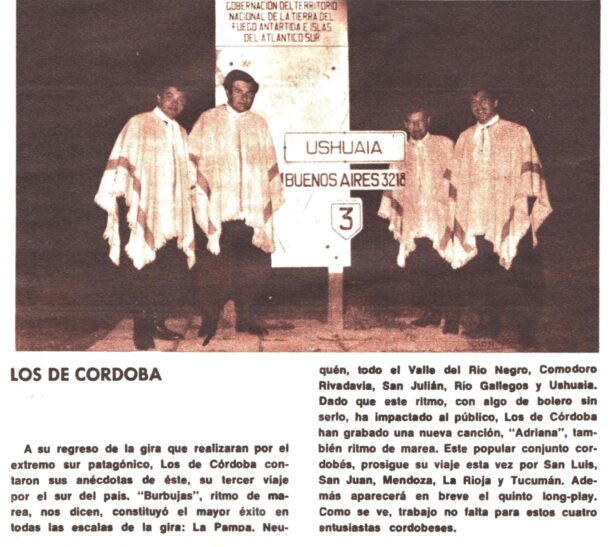 GOBERNACION DEL TERRITORIO
NACIONAL DE LA TIERRA DEL
FUEGO ANTARTIDA E ISLAS
DEL ATLANTICO SUR
USHUAIA
BUENOS AIRES 3218
3
LOS DE CORDOBA
A su regreso de la gira que realizaran por el
extremo sur patagónico, Los de Córdoba con-
taron sus anécdotas de éste, su tercer viaje
por el sur del país. "Burbujas", ritmo de ma-
rea, nos dicen, constituyó el mayor éxito en
todas las escalas de la gira: La Pampa. Neu-
quén, todo el Valle del Río Negro, Comodoro
Rivadavia, San Julián, Río Gallegos y Ushuaia.
Dado que este ritmo, con algo de bolero sin
serlo, ha impactado al público, Los de Córdoba
han grabado una nueva canción, "Adriana", tam-
bién ritmo de marea. Este popular conjunto cor-
dobés, prosigue su viaje esta vez por San Luis,
San Juan, Mendoza, La Rioja y Tucumán. Ade-
más aparecerá en breve el quinto long-play.
Como se ve, trabajo no falta para estos cuatro
entusiastas cordobeses.